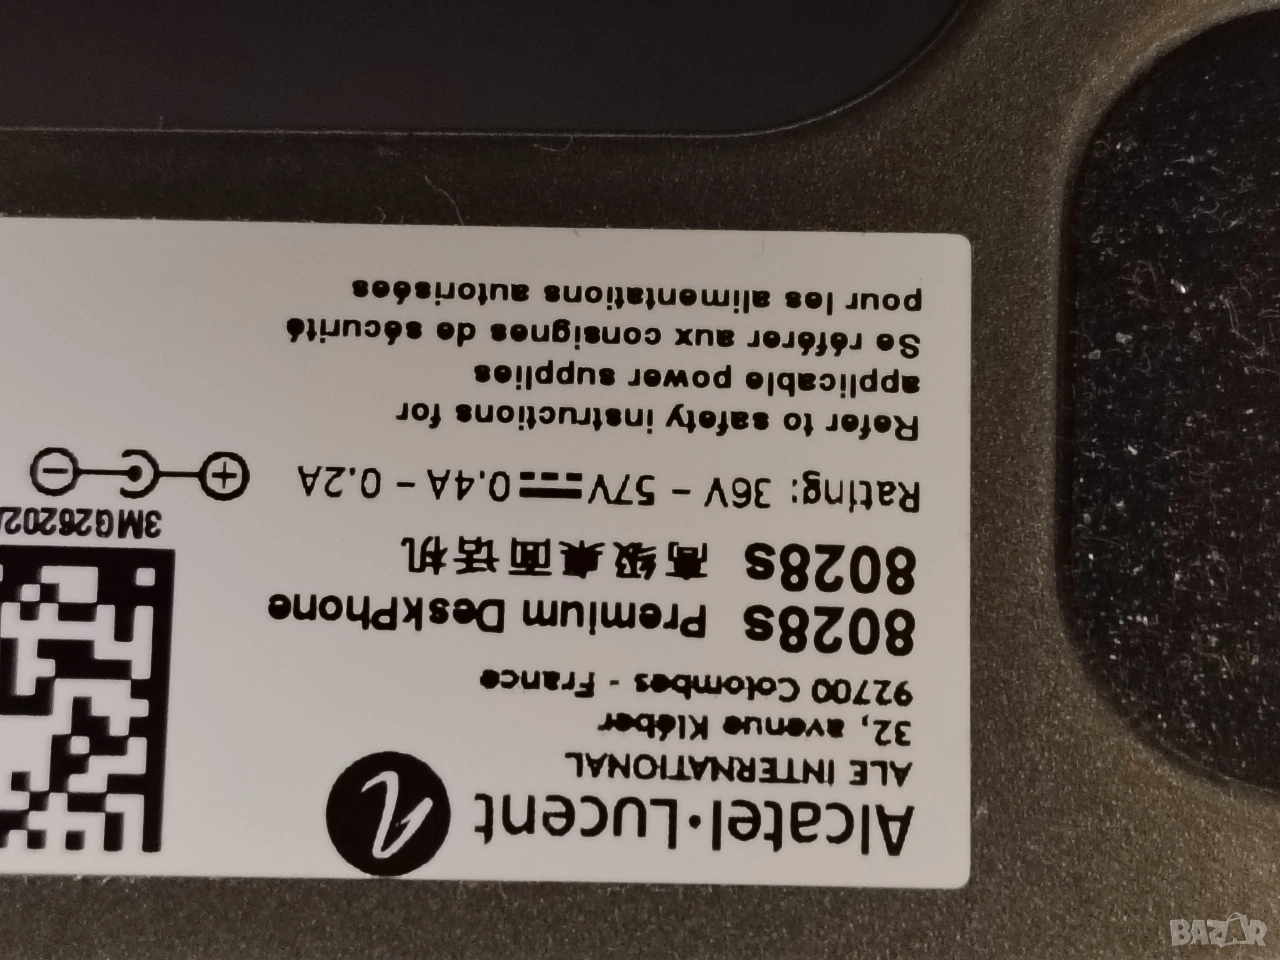 Alcatel·Lucent
ALE INTERNATIONAL
32, avenue Kléber
92700 Colombes - France
8028s Premium DeskPhone
8028s 高级桌面话机
Rating: 36V - 57V ⎓ 0.4A - 0.2A
Refer to safety instructions for
applicable power supplies
Se référer aux consignes de sécurité
pour les alimentations autorisées
BAZAR